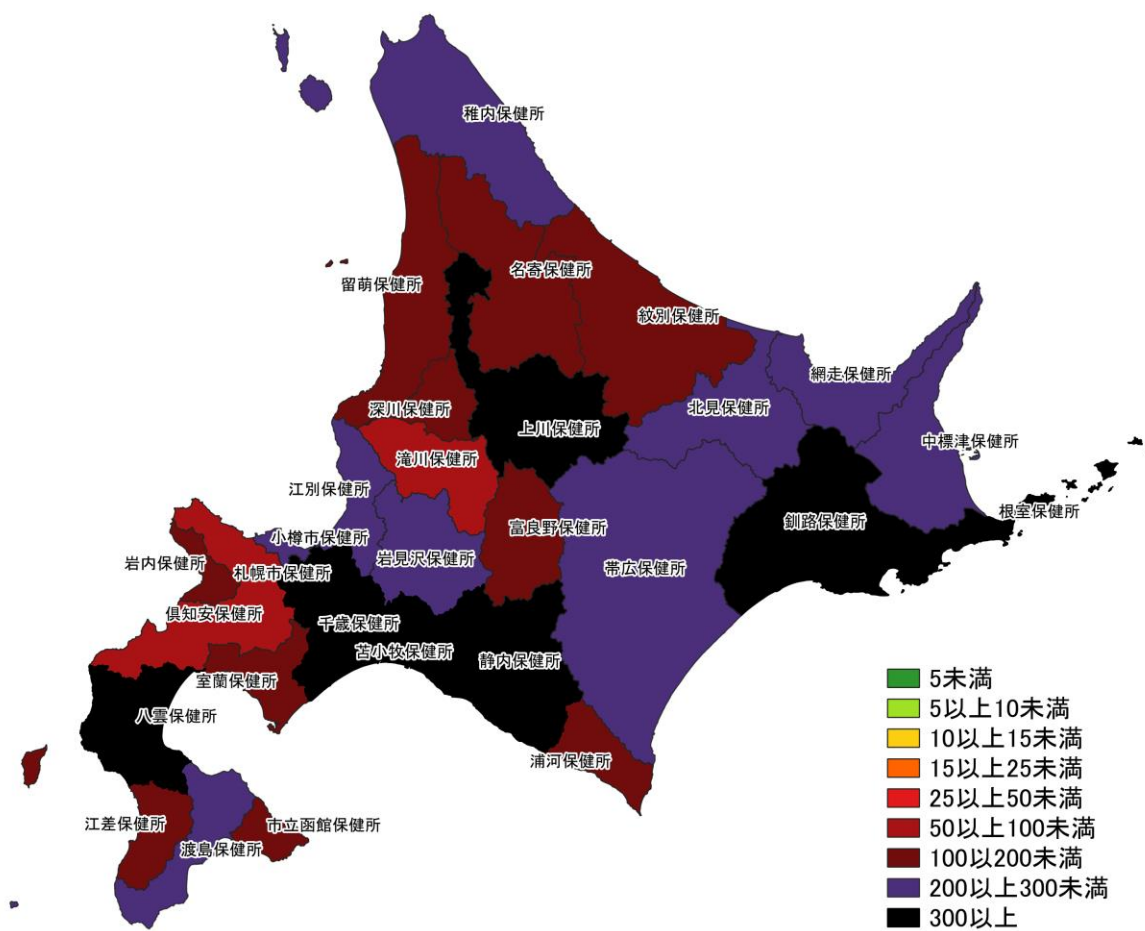 稚内保健所
名寄保健所
留萌保健所
紋別保健所
網走保健所
深川保健所
北見保健所
上川保健所
中標津保健所
滝川保健所
江別保健所
根室保健所
釧路保健所
富良野保健所
小樽市保健所
岩見沢保健所
岩内保健所
帯広保健所
札幌市保健所
倶知安保健所
千歳保健所
苫小牧保健所
静内保健所
室蘭保健所
八雲保健所
浦河保健所
江差保健所
市立函館保健所
渡島保健所
5未満
5以上10未満
10以上15未満
15以上25未満
25以上50未満
50以上100未満
100以200未満
200以上300未満
300以上